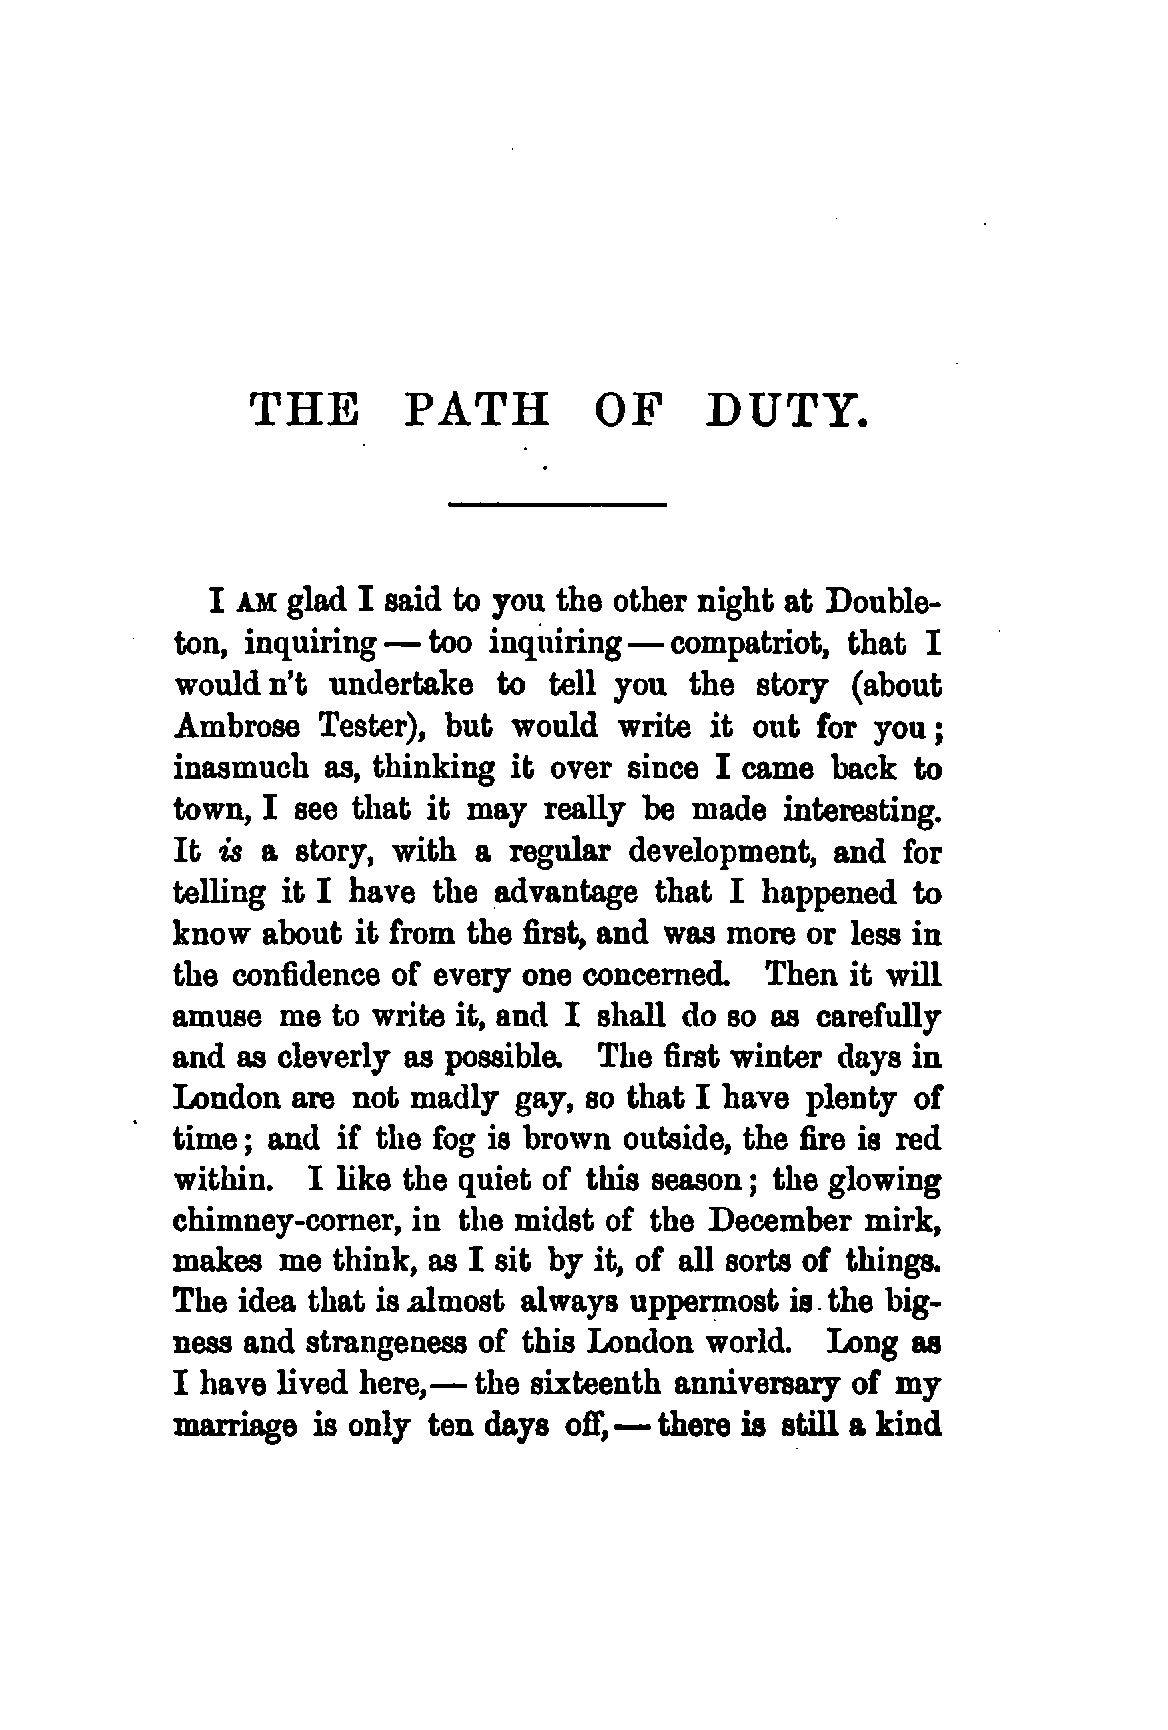 THE PATH OF DUTY.
I AM glad I said to you the other night at Double-
ton, inquiring — too inquiring — compatriot, that I
would n't undertake to tell you the story (about
Ambrose Tester), but would write it out for you;
inasmuch as, thinking it over since I came back to
town, I see that it may really be made interesting.
It is a story, with a regular development, and for
telling it I have the advantage that I happened to
know about it from the first, and was more or less in
the confidence of every one concerned. Then it will
amuse me to write it, and I shall do so as carefully
and as cleverly as possible. The first winter days in
London are not madly gay, so that I have plenty of
time; and if the fog is brown outside, the fire is red
within. I like the quiet of this season; the glowing
chimney-corner, in the midst of the December mirk,
makes me think, as I sit by it, of all sorts of things.
The idea that is almost always uppermost is the big-
ness and strangeness of this London world. Long as
I have lived here,— the sixteenth anniversary of my
marriage is only ten days off,— there is still a kind